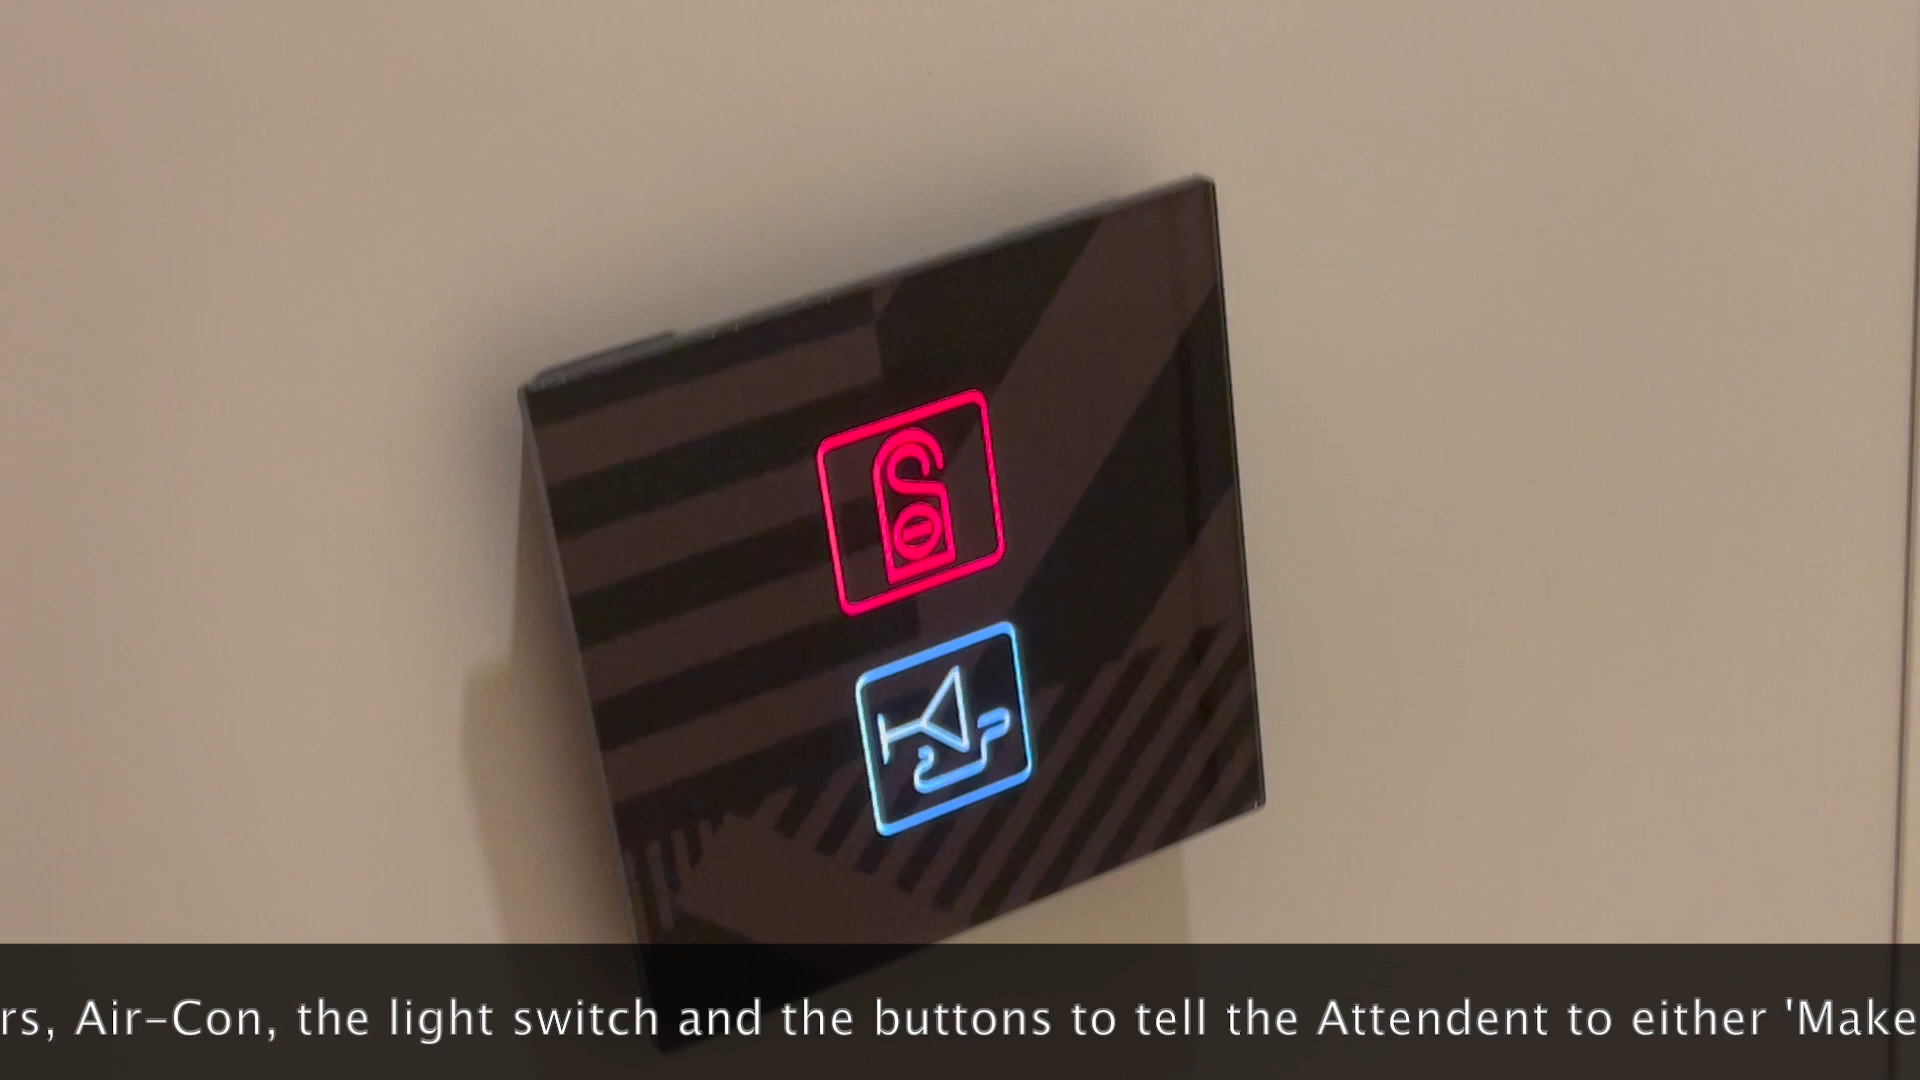 rs, Air-Con, the light switch and the buttons to tell the Attendent to either 'Make